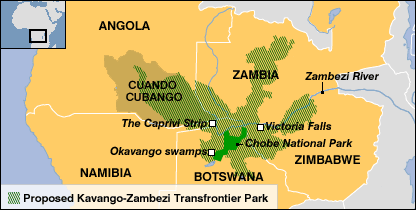 ANGOLA
ZAMBIA
Zambezi River
CUANDO
CUBANGO
The Caprivi Strip
Victoria Falls
Chobe National Park
Okavango swamps
ZIMBABWE
NAMIBIA
BOTSWANA
Proposed Kavango-Zambezi Transfrontier Park